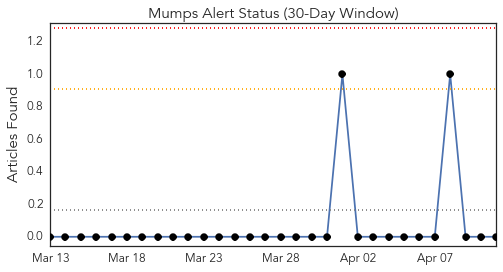 Mumps Alert Status (30-Day Window)
Articles Found
1.2
1.0
0.8
0.6
0.4
0.2
0.0
Mar 13 Mar 18 Mar 23 Mar 28 Apr 02 Apr 07